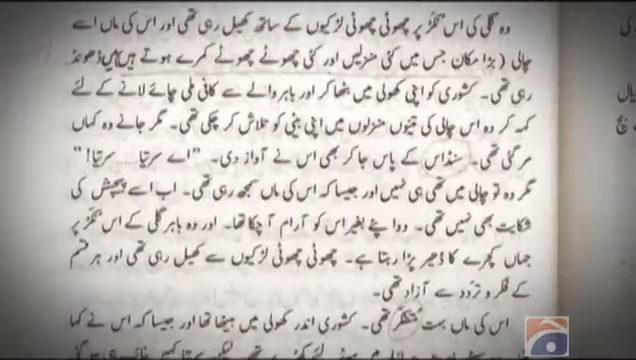 وہ گلی کی اس نکڑ پر چھوٹی چھوٹی لڑکیوں کے ساتھ کھیل رہی تھی اور اس کی ماں اسے
چالی (بڑا مکان جس میں کئی منزلیں اور کئی چھوٹے چھوٹے کمرے ہوتے ہیں) میں ڈھونڈ
رہی تھی۔ کشوری کو اپنی کھولی میں بٹھا کر اور باہر والے سے کافی ملی چائے لانے کے لئے
کہہ کر وہ اس چالی کی تینوں منزلوں میں اپنی بیٹی کو تلاش کر چکی تھی۔ مگر جانے وہ کہاں
مر گئی تھی۔ سنڈاس کے پاس جا کر بھی اس نے آواز دی۔ ”اے سریتا..... سریتا!“
مگر وہ تو چالی میں تھی ہی نہیں اور جیسا کہ اس کی ماں سمجھ رہی تھی۔ اب اسے پیچش کی
شکایت بھی نہیں تھی۔ دوا پئے بغیر اس کو آرام آ چکا تھا۔ اور وہ باہر گلی کے اس نکڑ پر
جہاں کچرے کا ڈھیر پڑا رہتا ہے۔ چھوٹی چھوٹی لڑکیوں سے کھیل رہی تھی اور ہر قسم
کے فکر و تردد سے آزاد تھی۔
اس کی ماں بہت متفکر تھی۔ کشوری اندر کھولی میں بیٹھا تھا اور جیسا کہ اس نے کہا